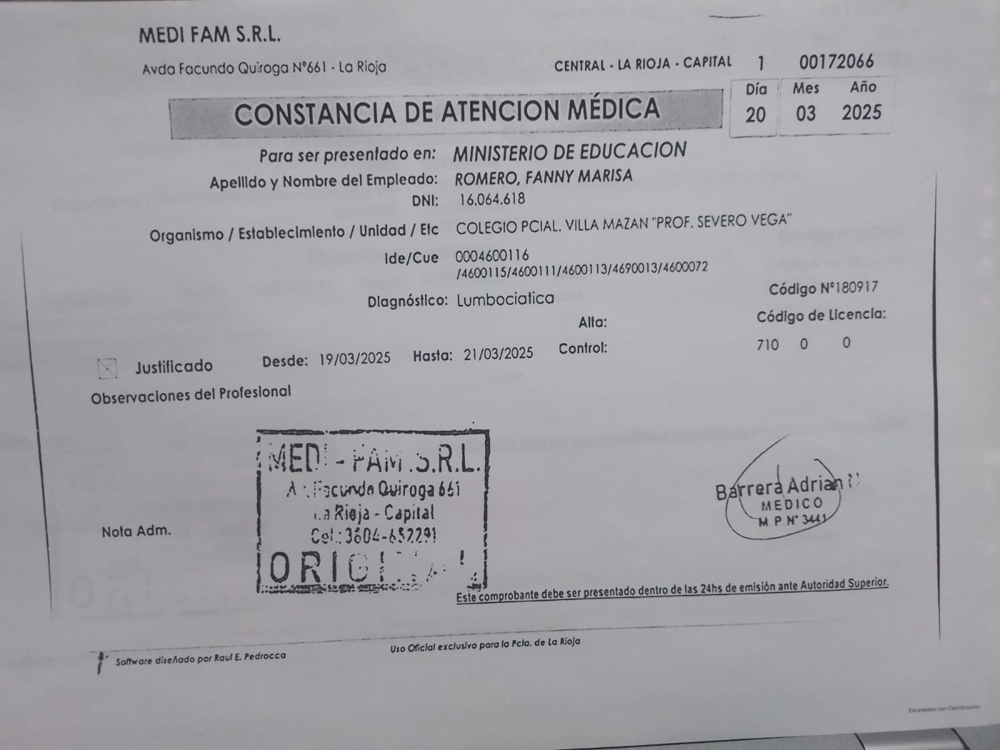 MEDI FAM S.R.L.
Avda Facundo Quiroga N°661 - La Rioja
CENTRAL - LA RIOJA - CAPITAL 1 00172066
CONSTANCIA DE ATENCION MÉDICA
Día Mes Año
20 03 2025
Para ser presentado en: MINISTERIO DE EDUCACION
Apellido y Nombre del Empleado: ROMERO, FANNY MARISA
DNI: 16.064.618
Organismo / Establecimiento / Unidad / Etc COLEGIO PCIAL. VILLA MAZAN "PROF. SEVERO VEGA"
Ide/Cue 0004600116
/4600115/4600111/4600113/4690013/4600072
Diagnóstico: Lumbociatica
Código N°180917
Alta:
Código de Licencia:
Justificado Desde: 19/03/2025 Hasta: 21/03/2025 Control:
710 0 0
Observaciones del Profesional
MEDI - FAM.S.R.L.
Facundo Quiroga 661
La Rioja - Capital
Cel.:
Nota Adm.
Barrera Adrian
MEDICO
M.P. N° 3441
Este comprobante debe ser presentado dentro de las 24hs de emisión ante Autoridad Superior.
Software diseñado por Raul E. Pedrocca
Uso Oficial exclusivo para la Pcia. de La Rioja
Escaneado con CamScanner